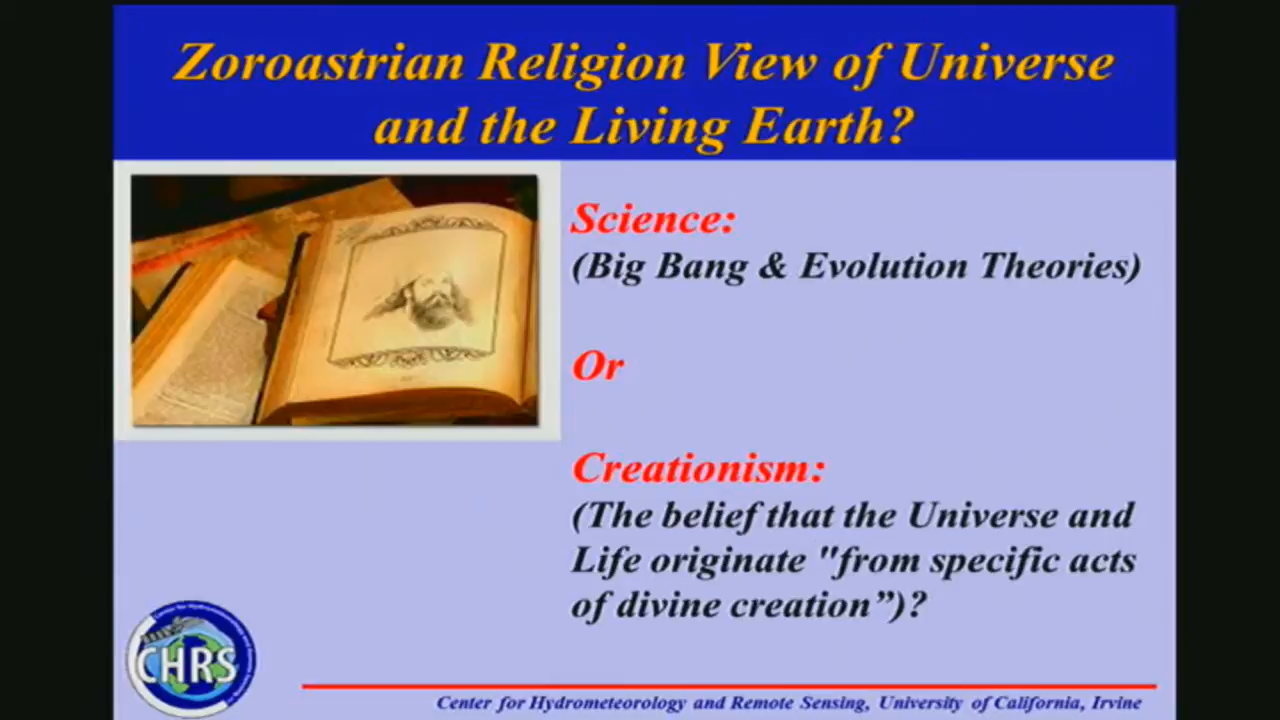 Zoroastrian Religion View of Universe
and the Living Earth?
Science:
(Big Bang & Evolution Theories)
Or
Creationism:
(The belief that the Universe and
Life originate "from specific acts
of divine creation”)?
CHRS
Center for Hydrometeorology and Remote Sensing, University of California, Irvine